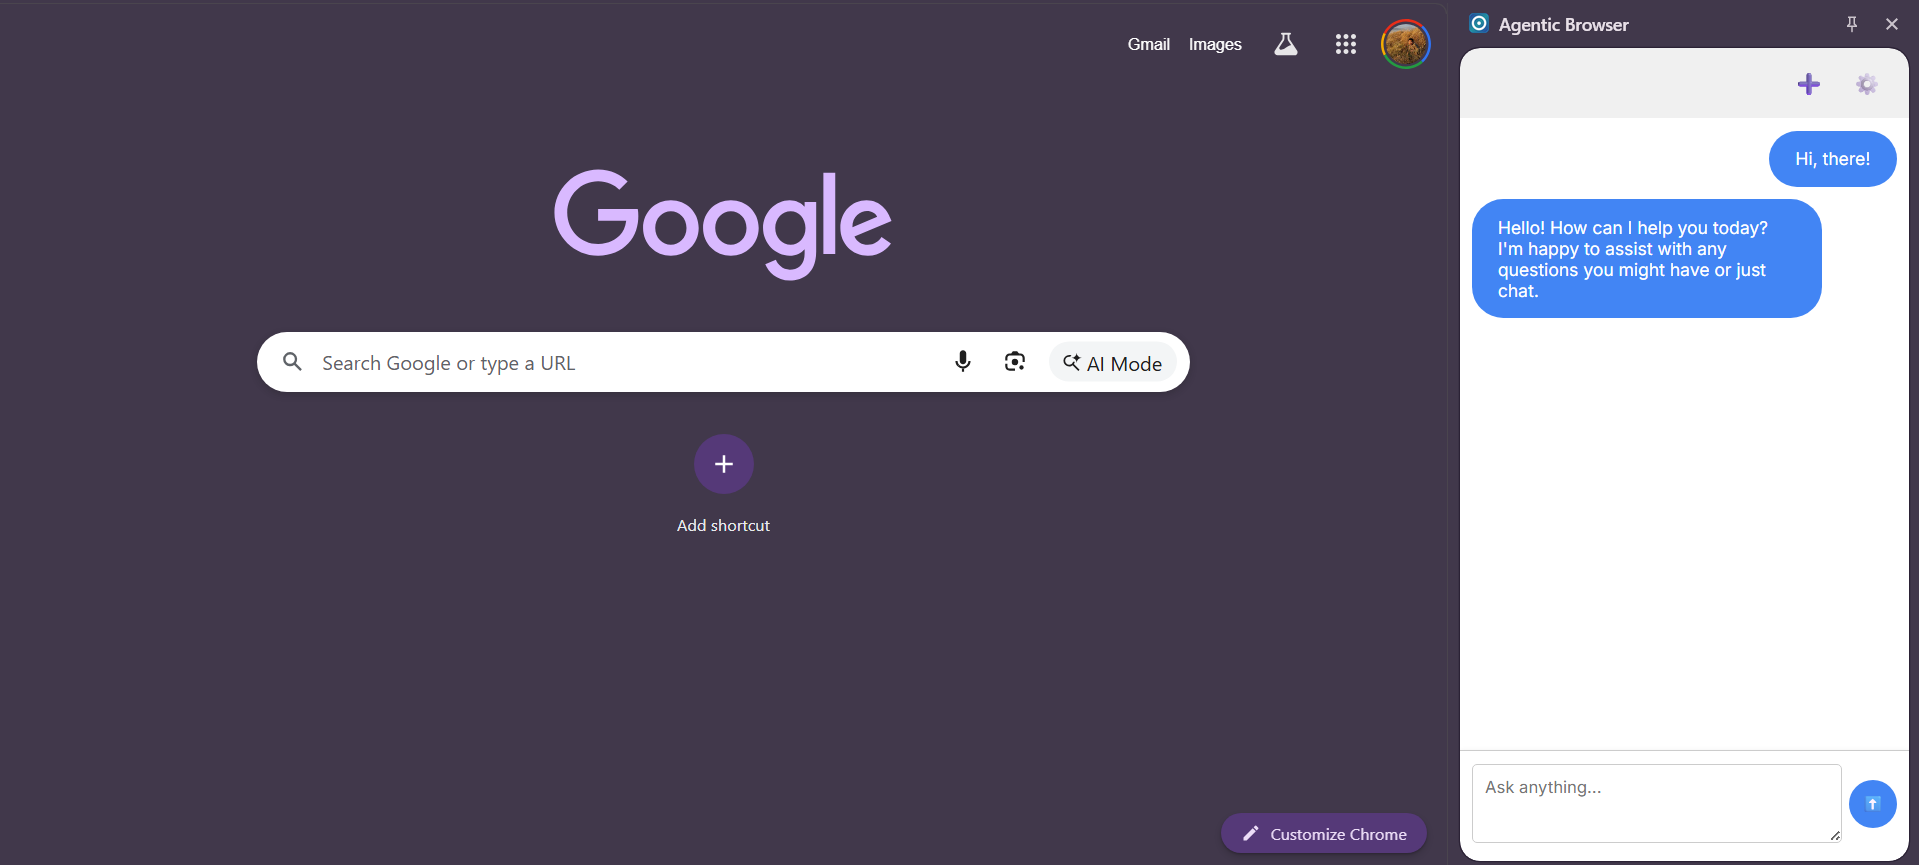 Gmail
Images
Google
Search Google or type a URL
AI Mode
Add shortcut
Customize Chrome
Agentic Browser
Hi, there!
Hello! How can I help you today?
I'm happy to assist with any
questions you might have or just
chat.
Ask anything...